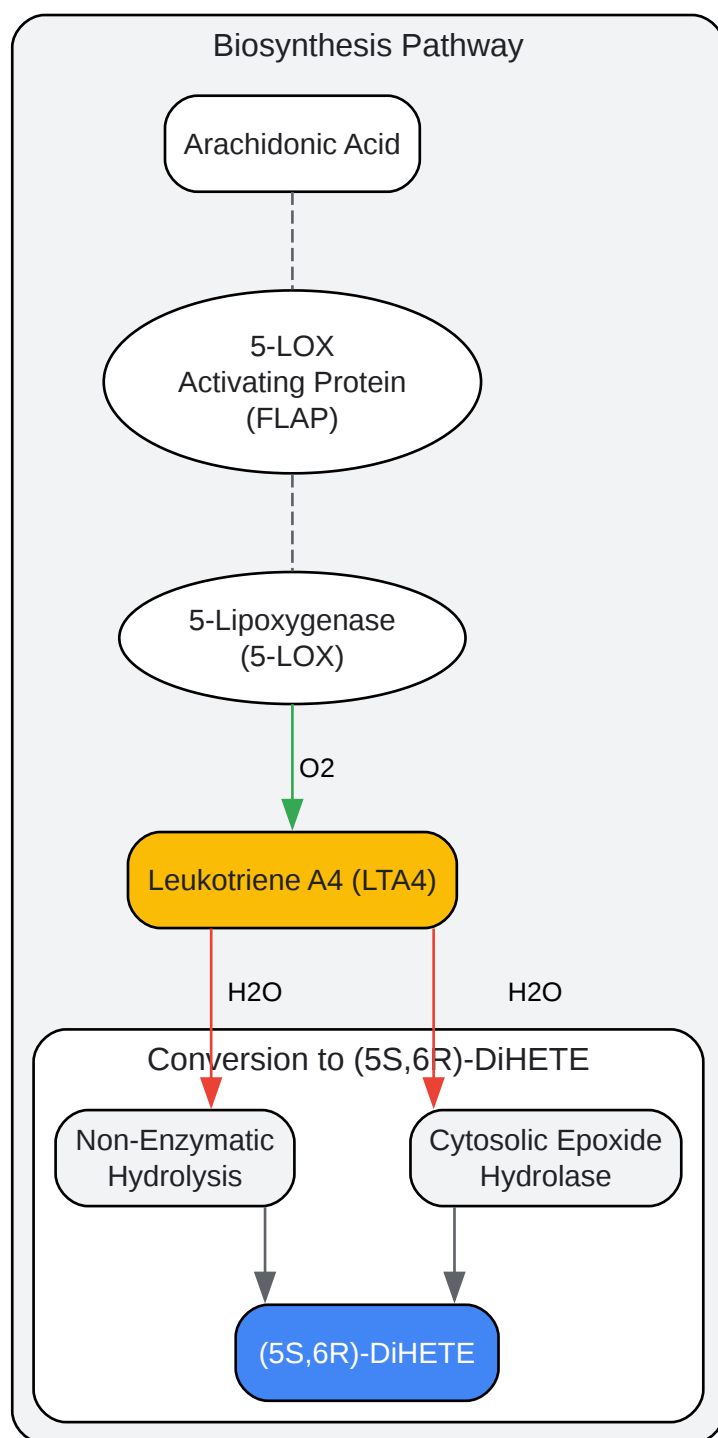 Biosynthesis Pathway
Arachidonic Acid
5-LOX
Activating Protein
(FLAP)
5-Lipoxygenase
(5-LOX)
O2
Leukotriene A4 (LTA4)
H2O
H2O
Conversion to (5S,6R)-DiHETE
Non-Enzymatic
Hydrolysis
Cytosolic Epoxide
Hydrolase
(5S,6R)-DiHETE